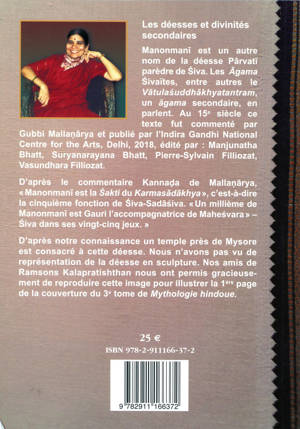 Les déesses et divinités
secondaires
Manonmanī est un autre
nom de la déesse Pārvatī
parèdre de Śiva. Les Āgama
Śivaïtes, entre autres le
Vātulaśuddhākhyatantram,
un āgama secondaire, en
parlent. Au 15e siècle ce
texte fut commenté par
Gubbi Mallaṇārya et publié par l'Indira Gandhi National
Centre for the Arts, Delhi, 2018, édité par : Manjunatha
Bhatt, Suryanarayana Bhatt, Pierre-Sylvain Filliozat,
Vasundhara Filliozat.
D'après le commentaire Kannaḍa de Mallaṇārya,
« Manonmanī est la Śakti du Karmasādākhya », c'est-à-dire
la cinquième fonction de Śiva-Sadāśiva. « Un millième de
Manonmanī est Gaurī l'accompagnatrice de Maheśvara » –
Śiva dans ses vingt-cinq jeux. »
D'après notre connaissance un temple près de Mysore
est consacré à cette déesse. Nous n'avons pas vu de
représentation de la déesse en sculpture. Nos amis de
Ramsons Kalapratishthan nous ont permis gracieuse-
ment de reproduire cette image pour illustrer la 1ère page
de la couverture du 3e tome de Mythologie hindoue.
25 €
ISBN 978-2-911166-37-2
9 782911 166372